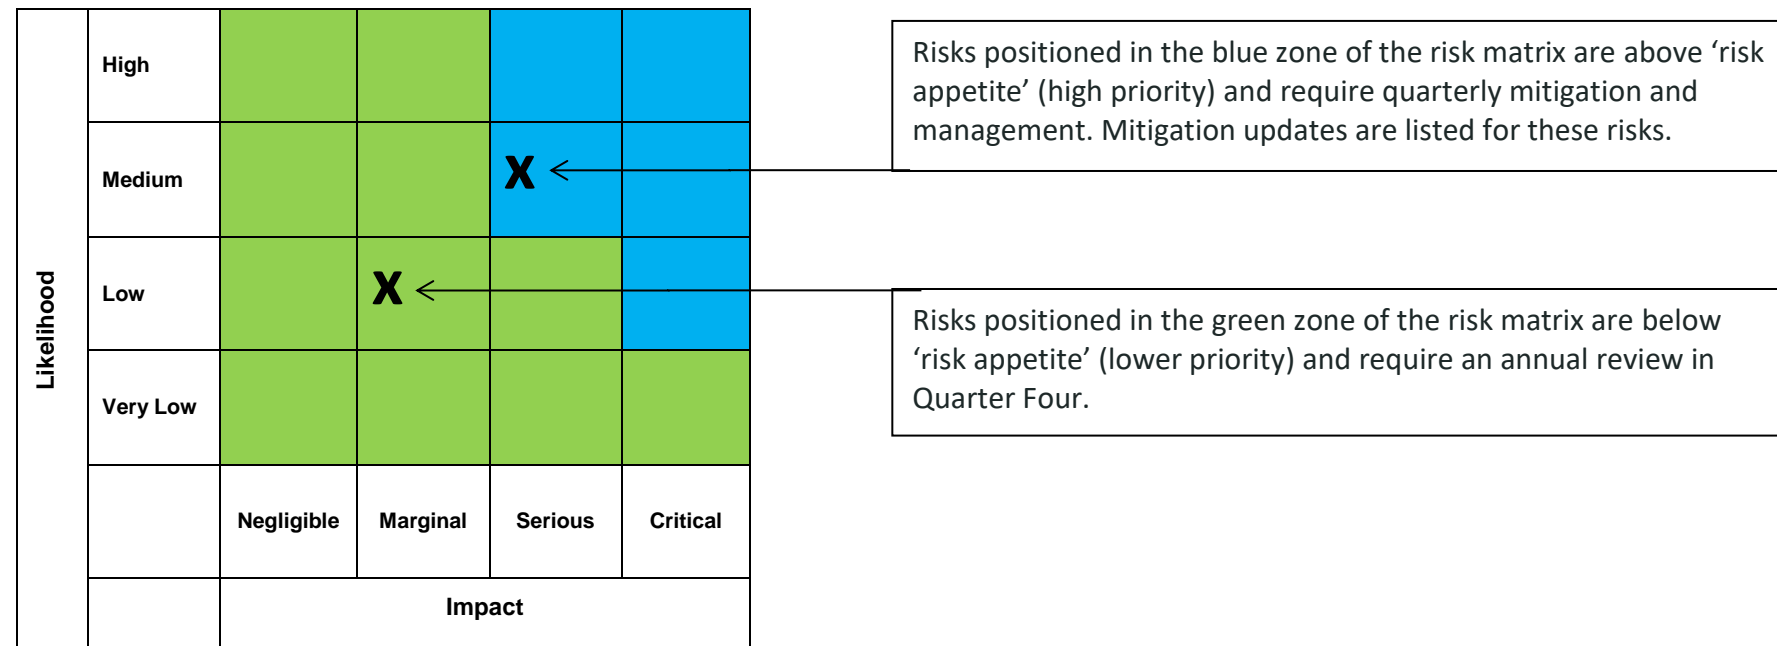 High
Risks positioned in the blue zone of the risk matrix are above ‘risk
appetite’ (high priority) and require quarterly mitigation and
management. Mitigation updates are listed for these risks.
Medium
X
Likelihood
Low
X
Risks positioned in the green zone of the risk matrix are below
‘risk appetite’ (lower priority) and require an annual review in
Quarter Four.
Very Low
Negligible Marginal Serious Critical
Impact